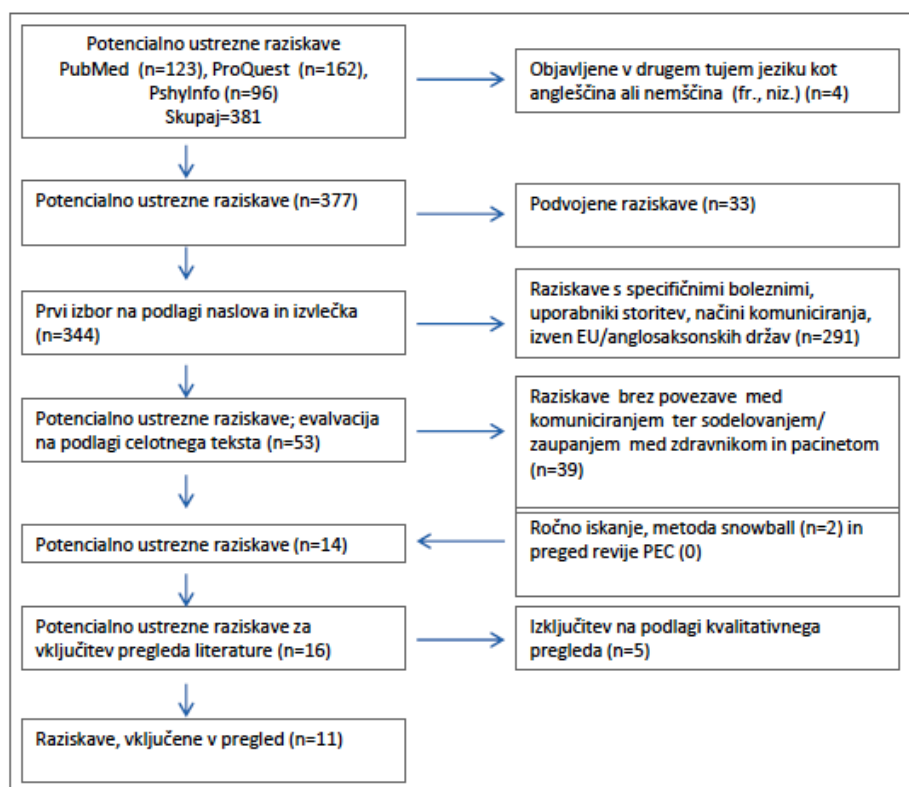 Potencialno ustrezne raziskave
PubMed (n=123), ProQuest (n=162),
PshyInfo (n=96)
Skupaj=381
Objavljene v drugem tujem jeziku kot
angleščina ali nemščina (fr., niz.) (n=4)
Potencialno ustrezne raziskave (n=377)
Podvojene raziskave (n=33)
Prvi izbor na podlagi naslova in izvlečka
(n=344)
Raziskave s specifičnimi boleznimi,
uporabniki storitev, načini komuniciranja,
izven EU/anglosaksonskih držav (n=291)
Potencialno ustrezne raziskave; evalvacija
na podlagi celotnega teksta (n=53)
Raziskave brez povezave med
komuniciranjem ter sodelovanjem/
zaupanjem med zdravnikom in pacinetom
(n=39)
Potencialno ustrezne raziskave (n=14)
Ročno iskanje, metoda snowball (n=2) in
preged revije PEC (0)
Potencialno ustrezne raziskave za
vključitev pregleda literature (n=16)
Izključitev na podlagi kvalitativnega
pregleda (n=5)
Raziskave, vključene v pregled (n=11)